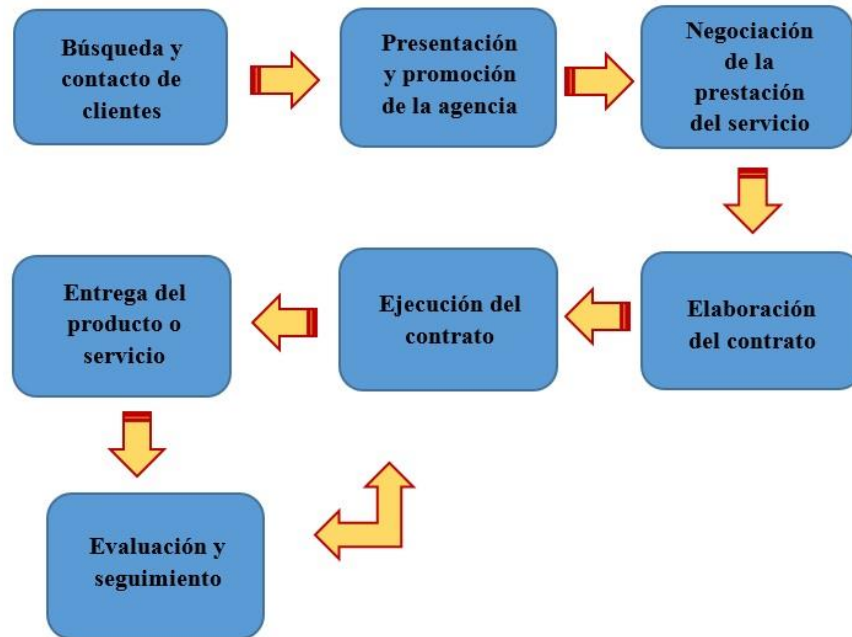 Búsqueda y
contacto de
clientes
Presentación
y promoción
de la agencia
Negociación
de la
prestación
del servicio
Entrega del
producto o
servicio
Ejecución del
contrato
Elaboración
del contrato
Evaluación y
seguimiento